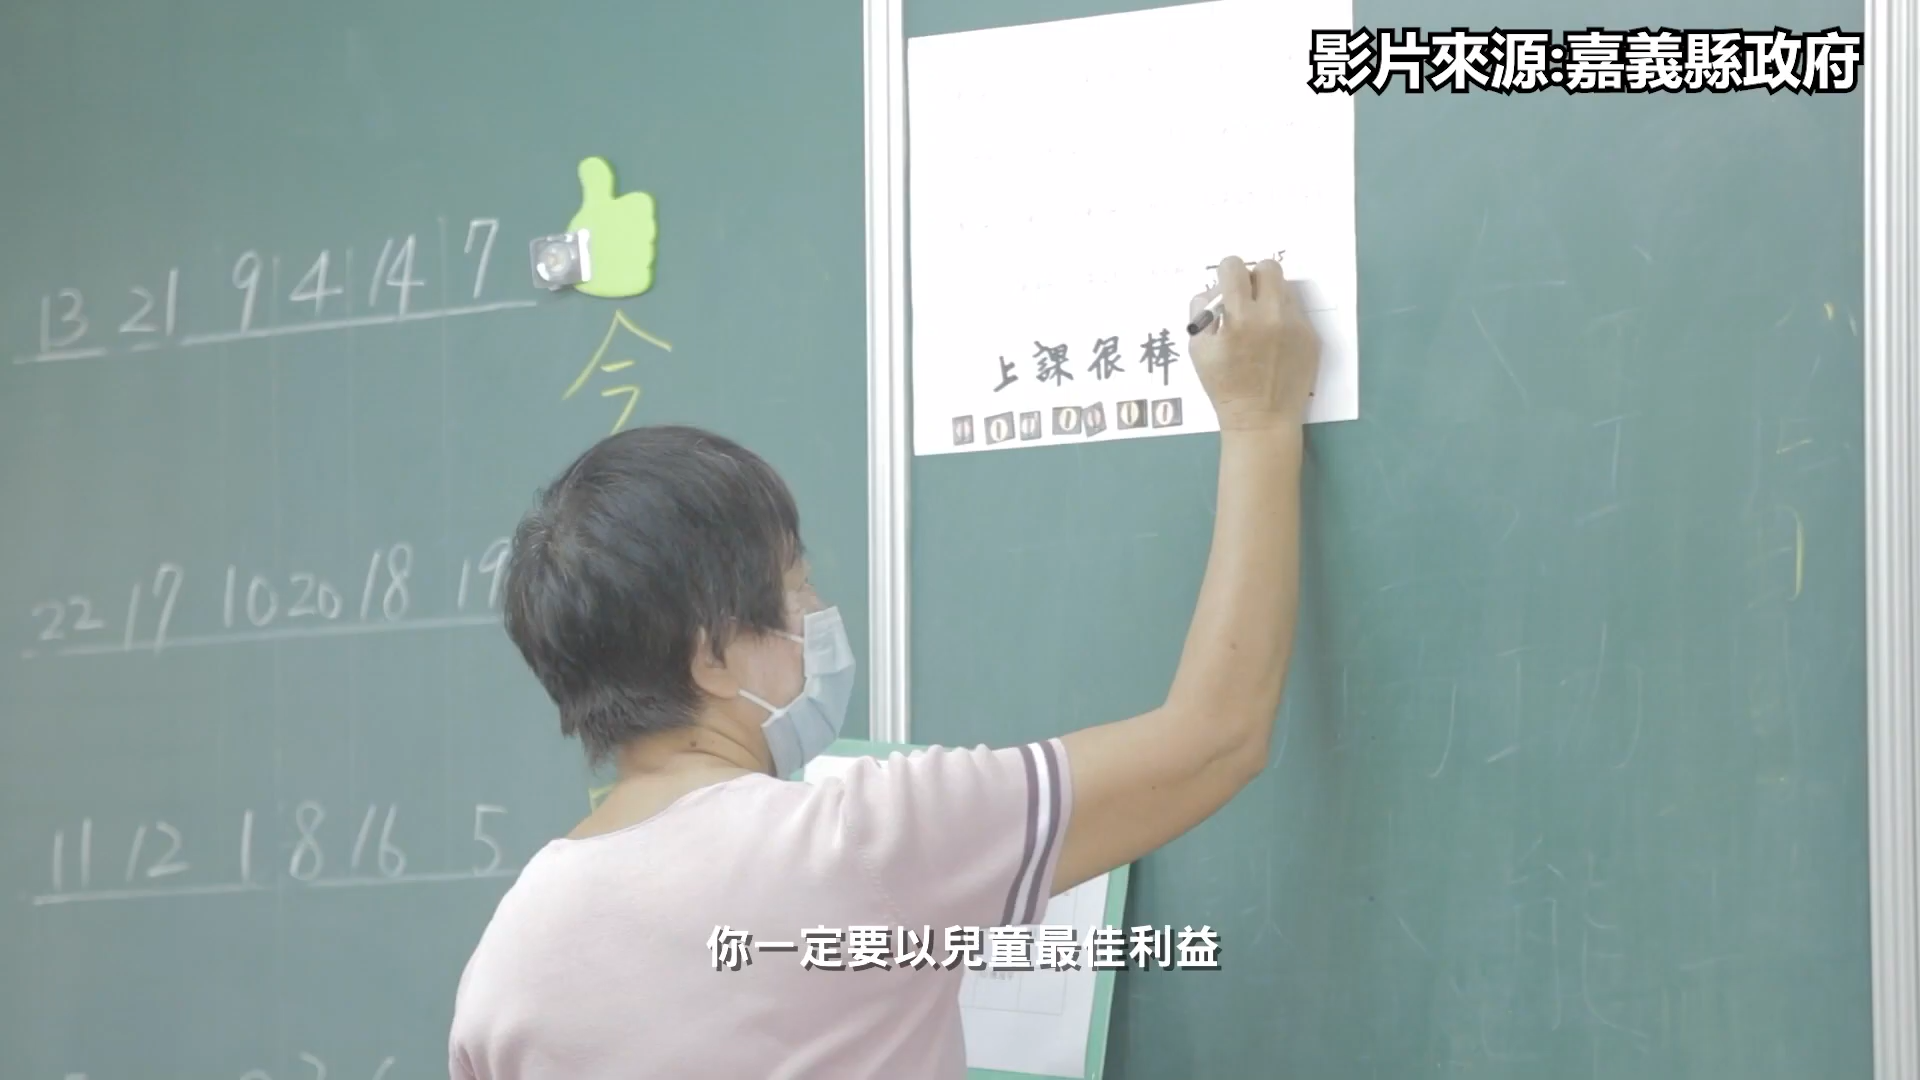 影片來源:嘉義縣政府
13 21 9 4 14 7
今
上課很棒
22 17 10 20 18 19
11 12 1 8 16 5
你一定要以兒童最佳利益